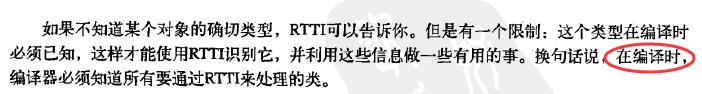 如果不知道某个对象的确切类型，RTTI可以告诉你。但是有一个限制：这个类型在编译时
必须已知，这样才能使用RTTI识别它，并利用这些信息做一些有用的事。换句话说，在编译时，
编译器必须知道所有要通过RTTI来处理的类。